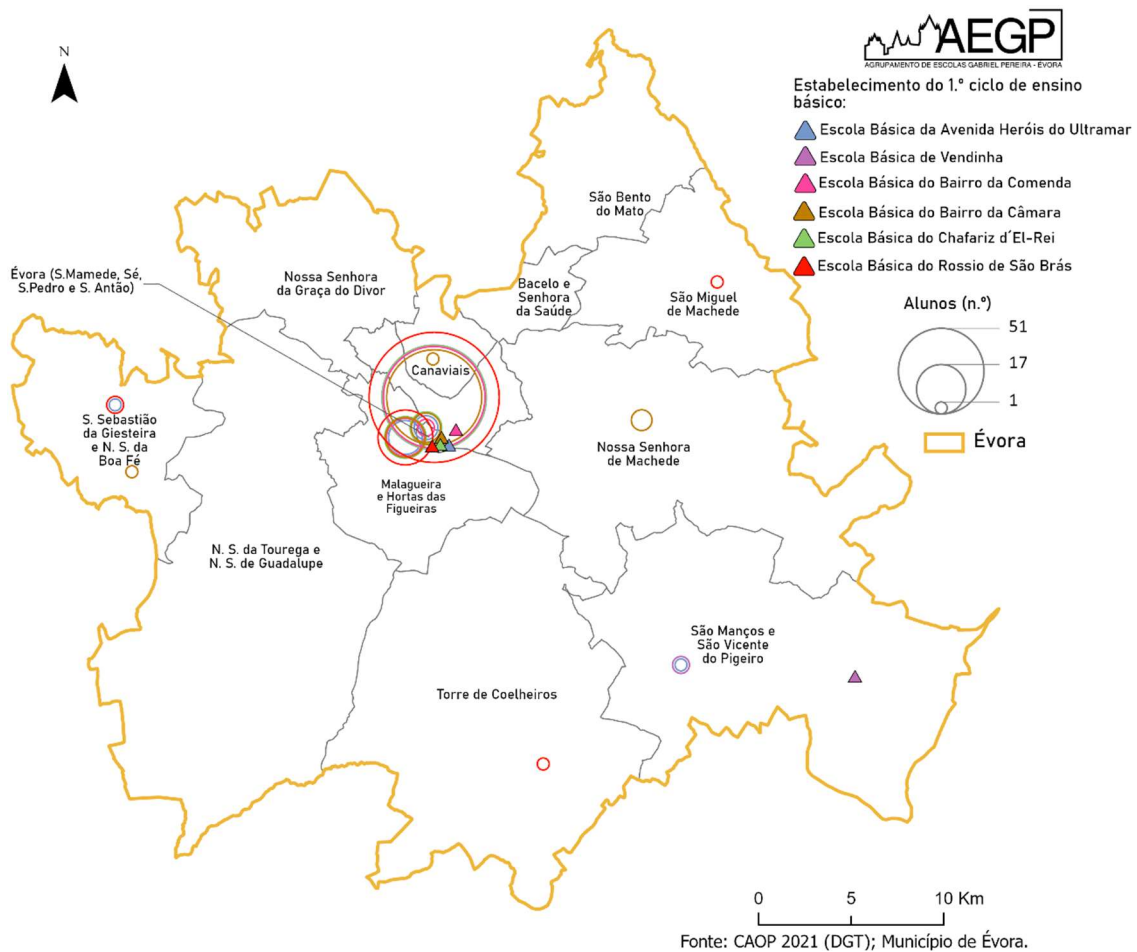 AEGP
AGRUPAMENTO DE ESCOLAS GABRIEL PEREIRA - ÉVORA
N
Estabelecimento do 1.º ciclo de ensino
básico:
Escola Básica da Avenida Heróis do Ultramar
Escola Básica de Vendinha
Escola Básica do Bairro da Comenda
Escola Básica do Bairro da Câmara
Escola Básica do Chafariz d´El-Rei
Escola Básica do Rossio de São Brás
Alunos (n.º)
51
17
1
Évora
São Bento
do Mato
Évora (S.Mamede, Sé,
S.Pedro e S. Antão)
Nossa Senhora
da Graça do Divor
Bacelo e
Senhora
da Saúde
São Miguel
de Machede
Canaviais
S. Sebastião
da Giesteira
e N. S. da
Boa Fé
Nossa Senhora
de Machede
Malagueira
e Hortas das
Figueiras
N. S. da Tourega e
N. S. de Guadalupe
São Manços e
São Vicente
do Pigeiro
Torre de Coelheiros
0 5 10 Km
Fonte: CAOP 2021 (DGT); Município de Évora.